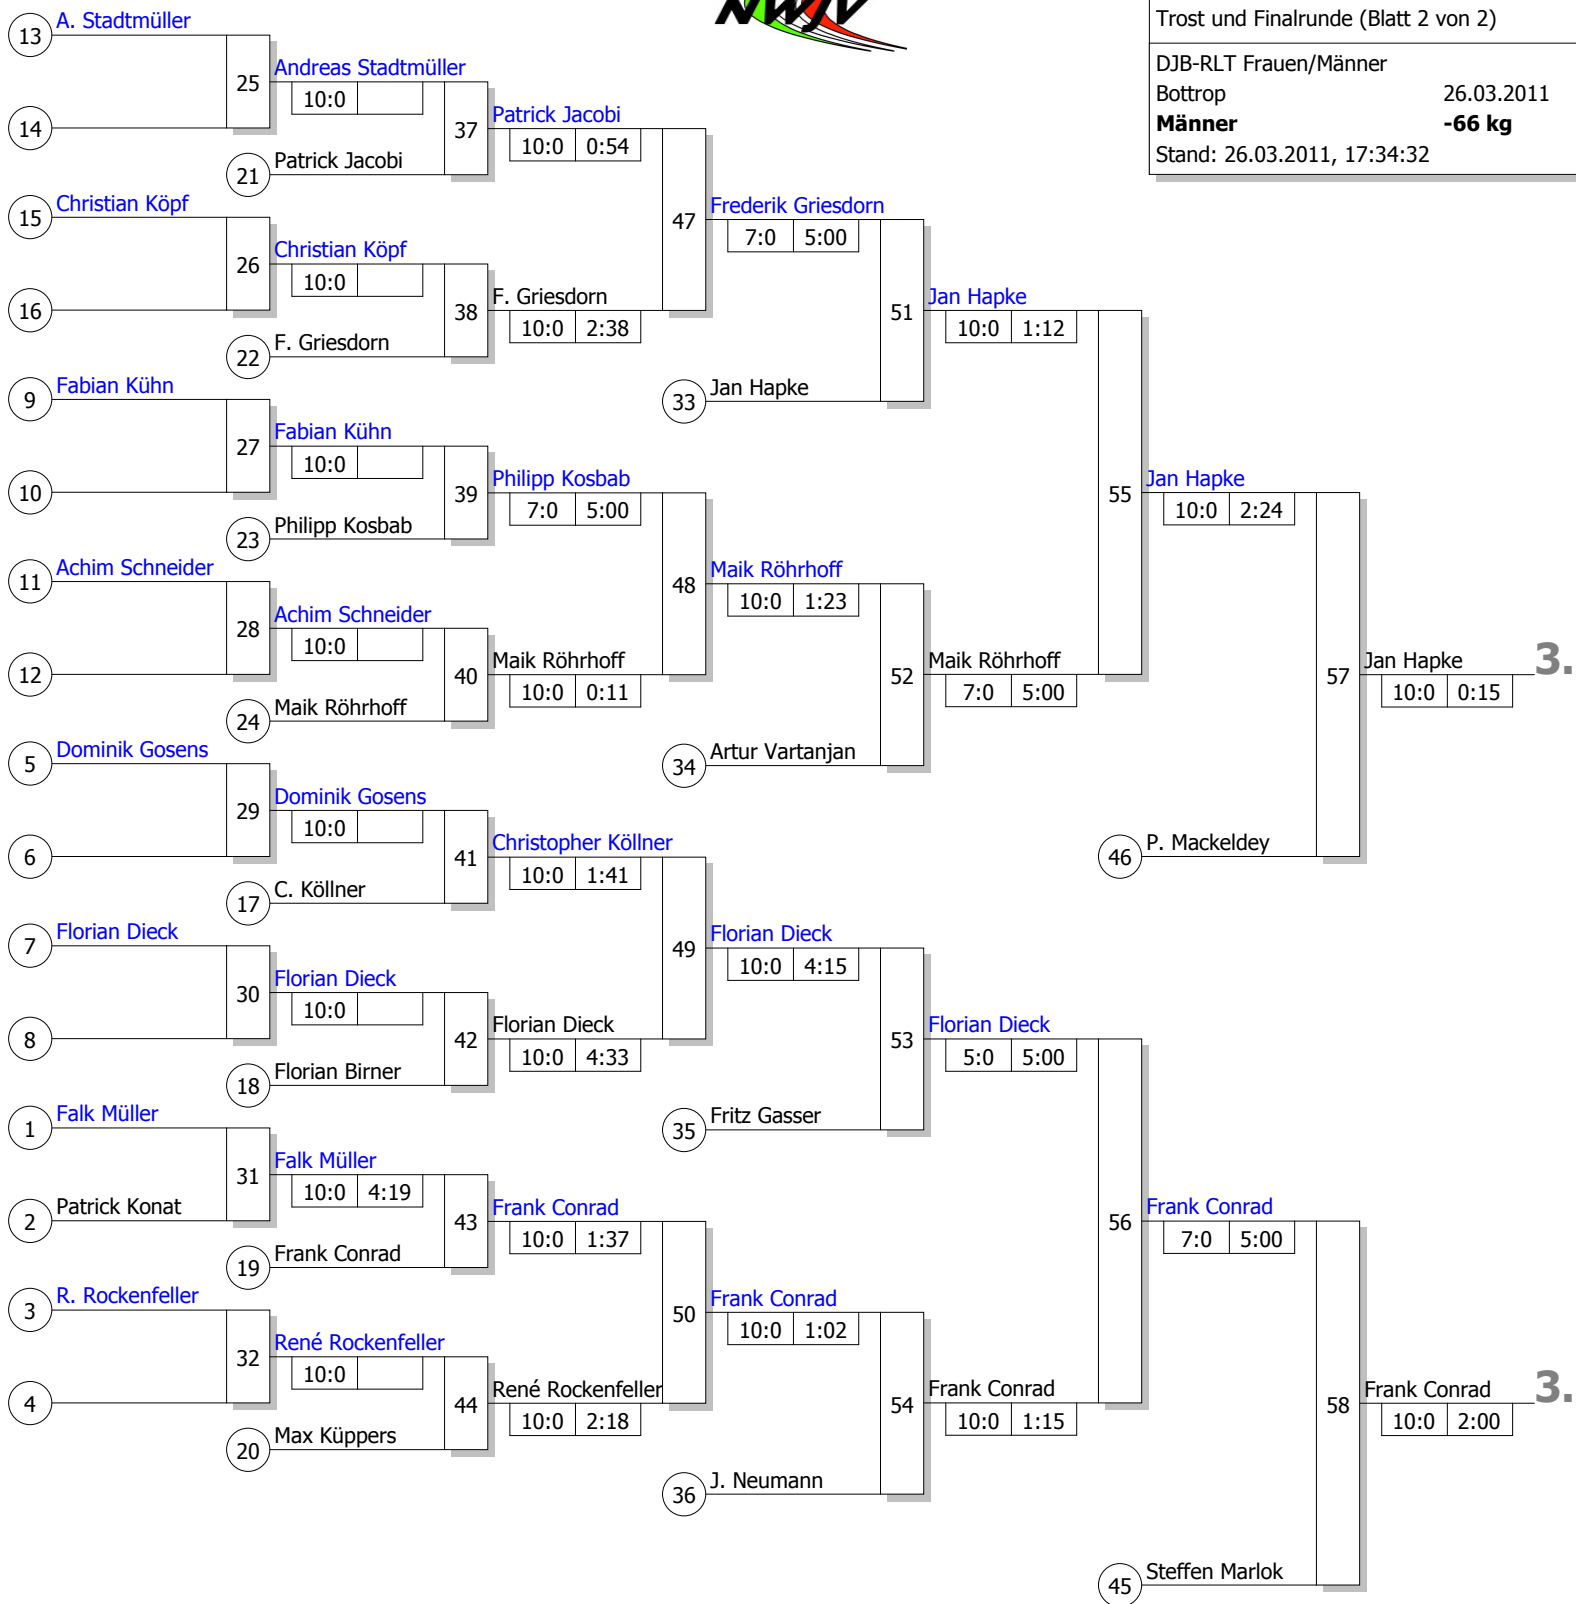 NWJV
Trost und Finalrunde (Blatt 2 von 2)
DJB-RLT Frauen/Männer
Bottrop 26.03.2011
Männer -66 kg
Stand: 26.03.2011, 17:34:32
13 A. Stadtmüller
25
Andreas Stadtmüller
10:0
14
37
Patrick Jacobi
10:0 0:54
21 Patrick Jacobi
15 Christian Köpf
47
Frederik Griesdorn
7:0 5:00
26
Christian Köpf
10:0
16
38
F. Griesdorn
10:0 2:38
22 F. Griesdorn
51
Jan Hapke
10:0 1:12
9 Fabian Kühn
33 Jan Hapke
27
Fabian Kühn
10:0
10
39
Philipp Kosbab
7:0 5:00
23 Philipp Kosbab
55
Jan Hapke
10:0 2:24
11 Achim Schneider
48
Maik Röhrhoff
10:0 1:23
28
Achim Schneider
10:0
12
40
Maik Röhrhoff
10:0 0:11
24 Maik Röhrhoff
52
Maik Röhrhoff
7:0 5:00
57
Jan Hapke
10:0 0:15
3.
5 Dominik Gosens
34 Artur Vartanjan
29
Dominik Gosens
10:0
6
41
Christopher Köllner
10:0 1:41
46 P. Mackeldey
17 C. Köllner
7 Florian Dieck
49
Florian Dieck
10:0 4:15
30
Florian Dieck
10:0
8
42
Florian Dieck
10:0 4:33
18 Florian Birner
53
Florian Dieck
5:0 5:00
1 Falk Müller
35 Fritz Gasser
31
Falk Müller
10:0 4:19
2 Patrick Konat
43
Frank Conrad
10:0 1:37
19 Frank Conrad
56
Frank Conrad
7:0 5:00
3 R. Rockenfeller
50
Frank Conrad
10:0 1:02
32
René Rockenfeller
10:0
4
44
René Rockenfeller
10:0 2:18
20 Max Küppers
54
Frank Conrad
10:0 1:15
58
Frank Conrad
10:0 2:00
3.
36 J. Neumann
45 Steffen Marlok